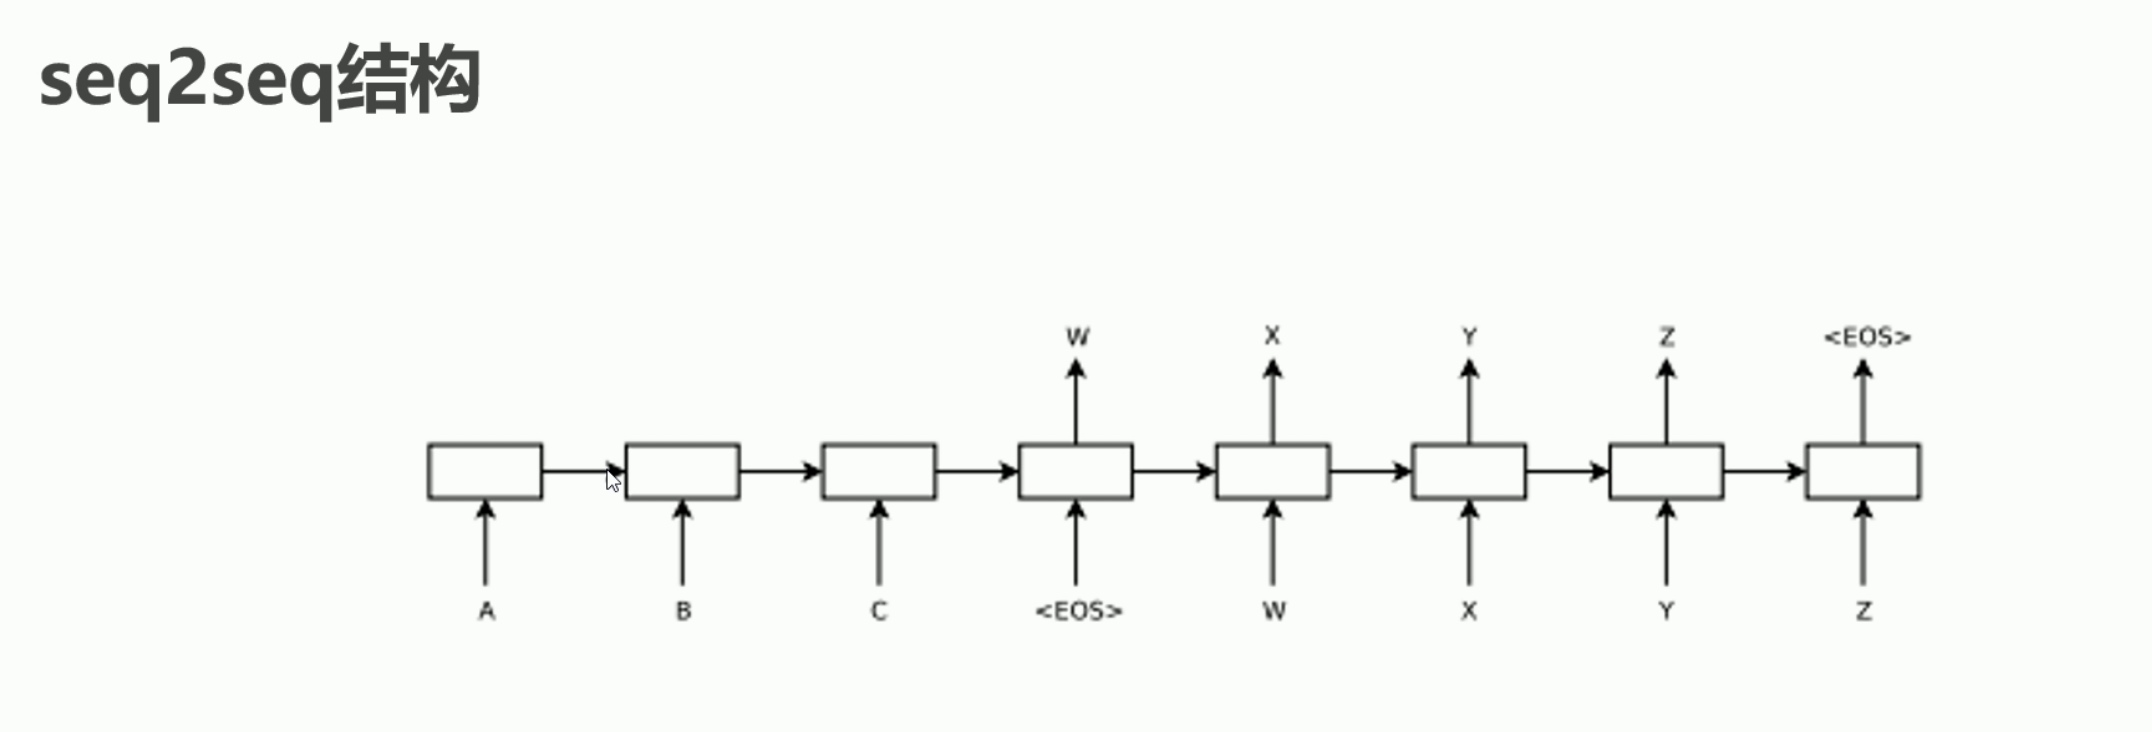 seq2seq结构
W X Y Z <EOS>
A B C <EOS> W X Y Z